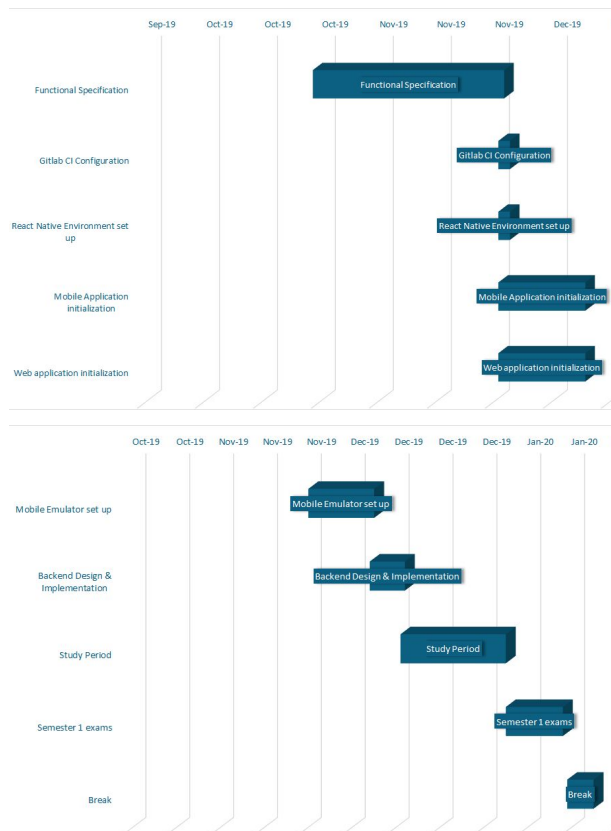 Sep-19 Oct-19 Oct-19 Oct-19 Nov-19 Nov-19 Nov-19 Dec-19
Functional Specification
Functional Specification
Gitlab CI Configuration
Gitlab CI Configuration
React Native Environment set
up
React Native Environment set up
Mobile Application
initialization
Mobile Application initialization
Web application initialization
Web application initialization
Oct-19 Oct-19 Nov-19 Nov-19 Nov-19 Dec-19 Dec-19 Dec-19 Dec-19 Jan-20 Jan-20
Mobile Emulator set up
Mobile Emulator set up
Backend Design &
Implementation
Backend Design & Implementation
Study Period
Study Period
Semester 1 exams
Semester 1 exams
Break
Break